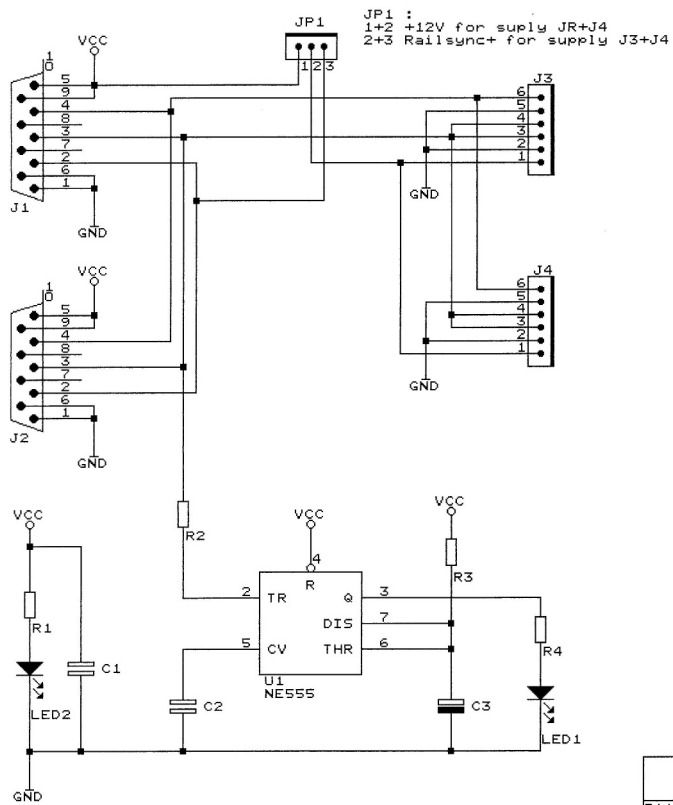 JP1 :
1+2 +12V for suply JR+J4
2+3 Railsync+ for supply J3+J4
JP1
1 2 3
VCC
1
0
5
9
4
8
3
7
2
6
1
J1
GND
J3
6
5
4
3
2
1
GND
VCC
1
0
5
9
4
8
3
7
2
6
1
J2
GND
J4
6
5
4
3
2
1
GND
VCC
R1
LED2
C1
GND
R2
C2
VCC
4
R
2 TR
Q 3
DIS 7
5 CV
THR 6
U1
NE555
VCC
R3
C3
R4
LED1